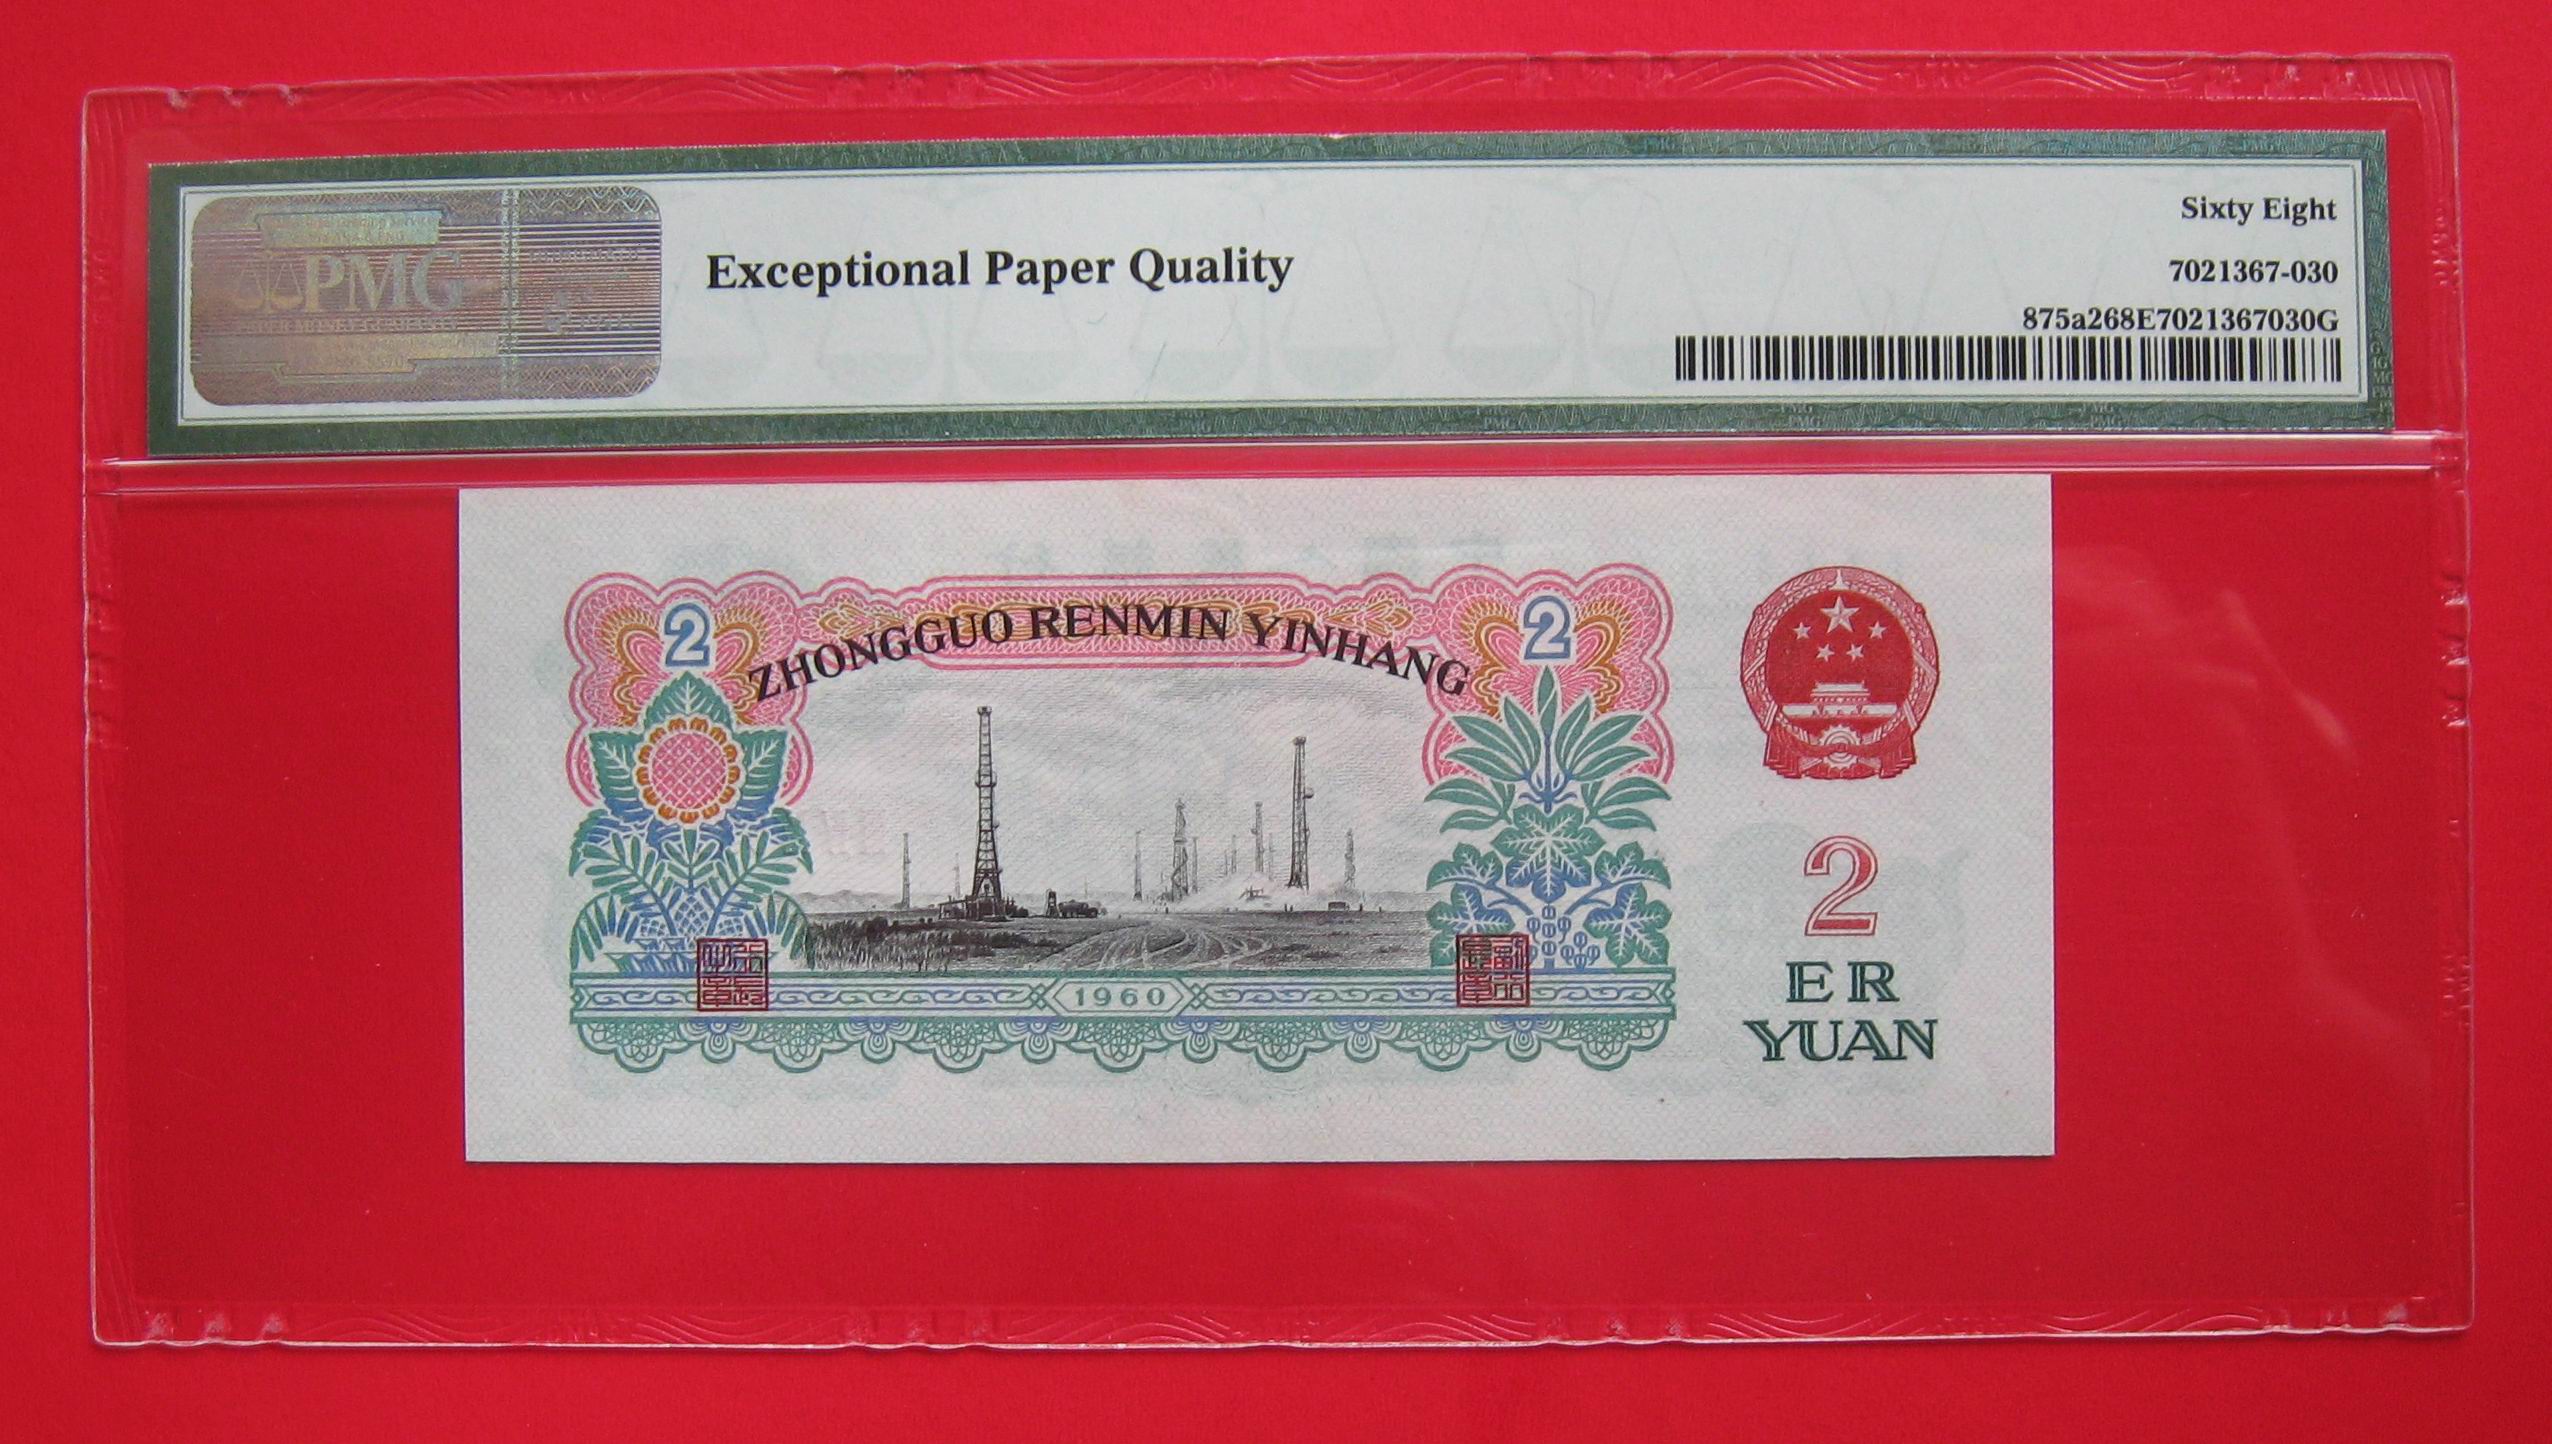 Sixty Eight
PMG
Exceptional Paper Quality
7021367-030
875a268E7021367030G
2
ZHONGGUO RENMIN YINHANG
2
2
1960
ER
YUAN